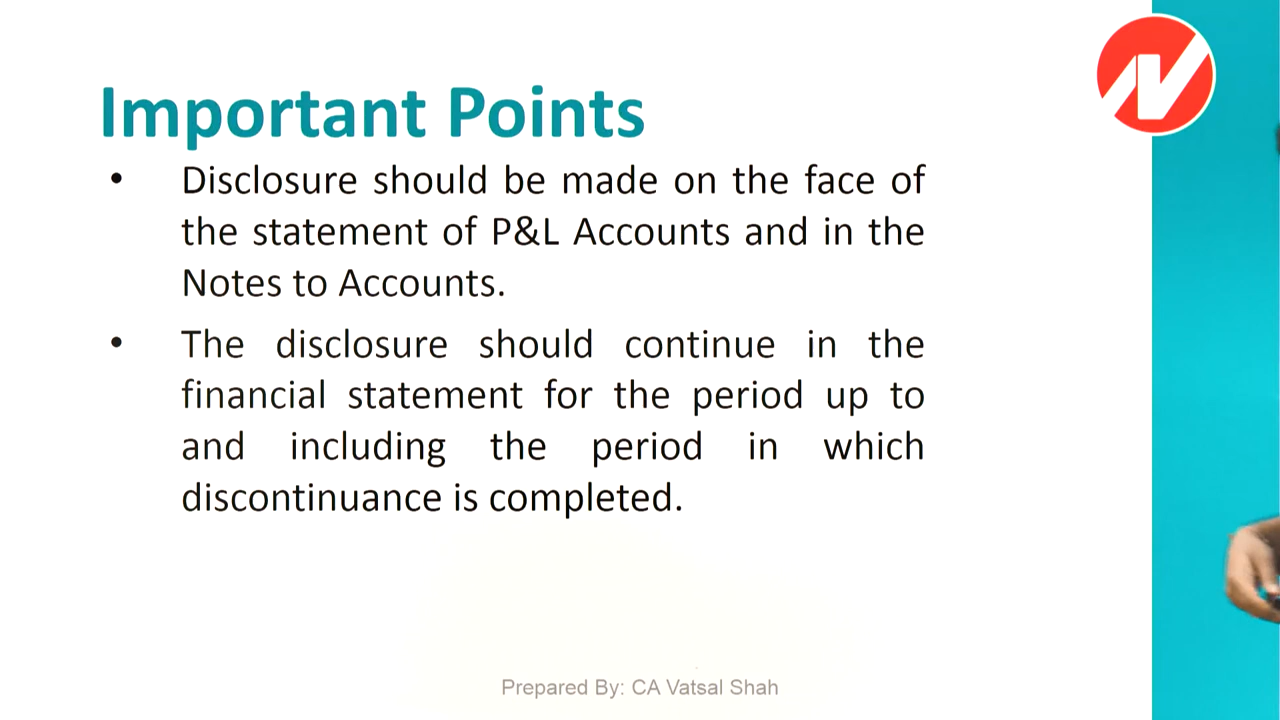 Important Points
• Disclosure should be made on the face of
the statement of P&L Accounts and in the
Notes to Accounts.
• The disclosure should continue in the
financial statement for the period up to
and including the period in which
discontinuance is completed.
Prepared By: CA Vatsal Shah